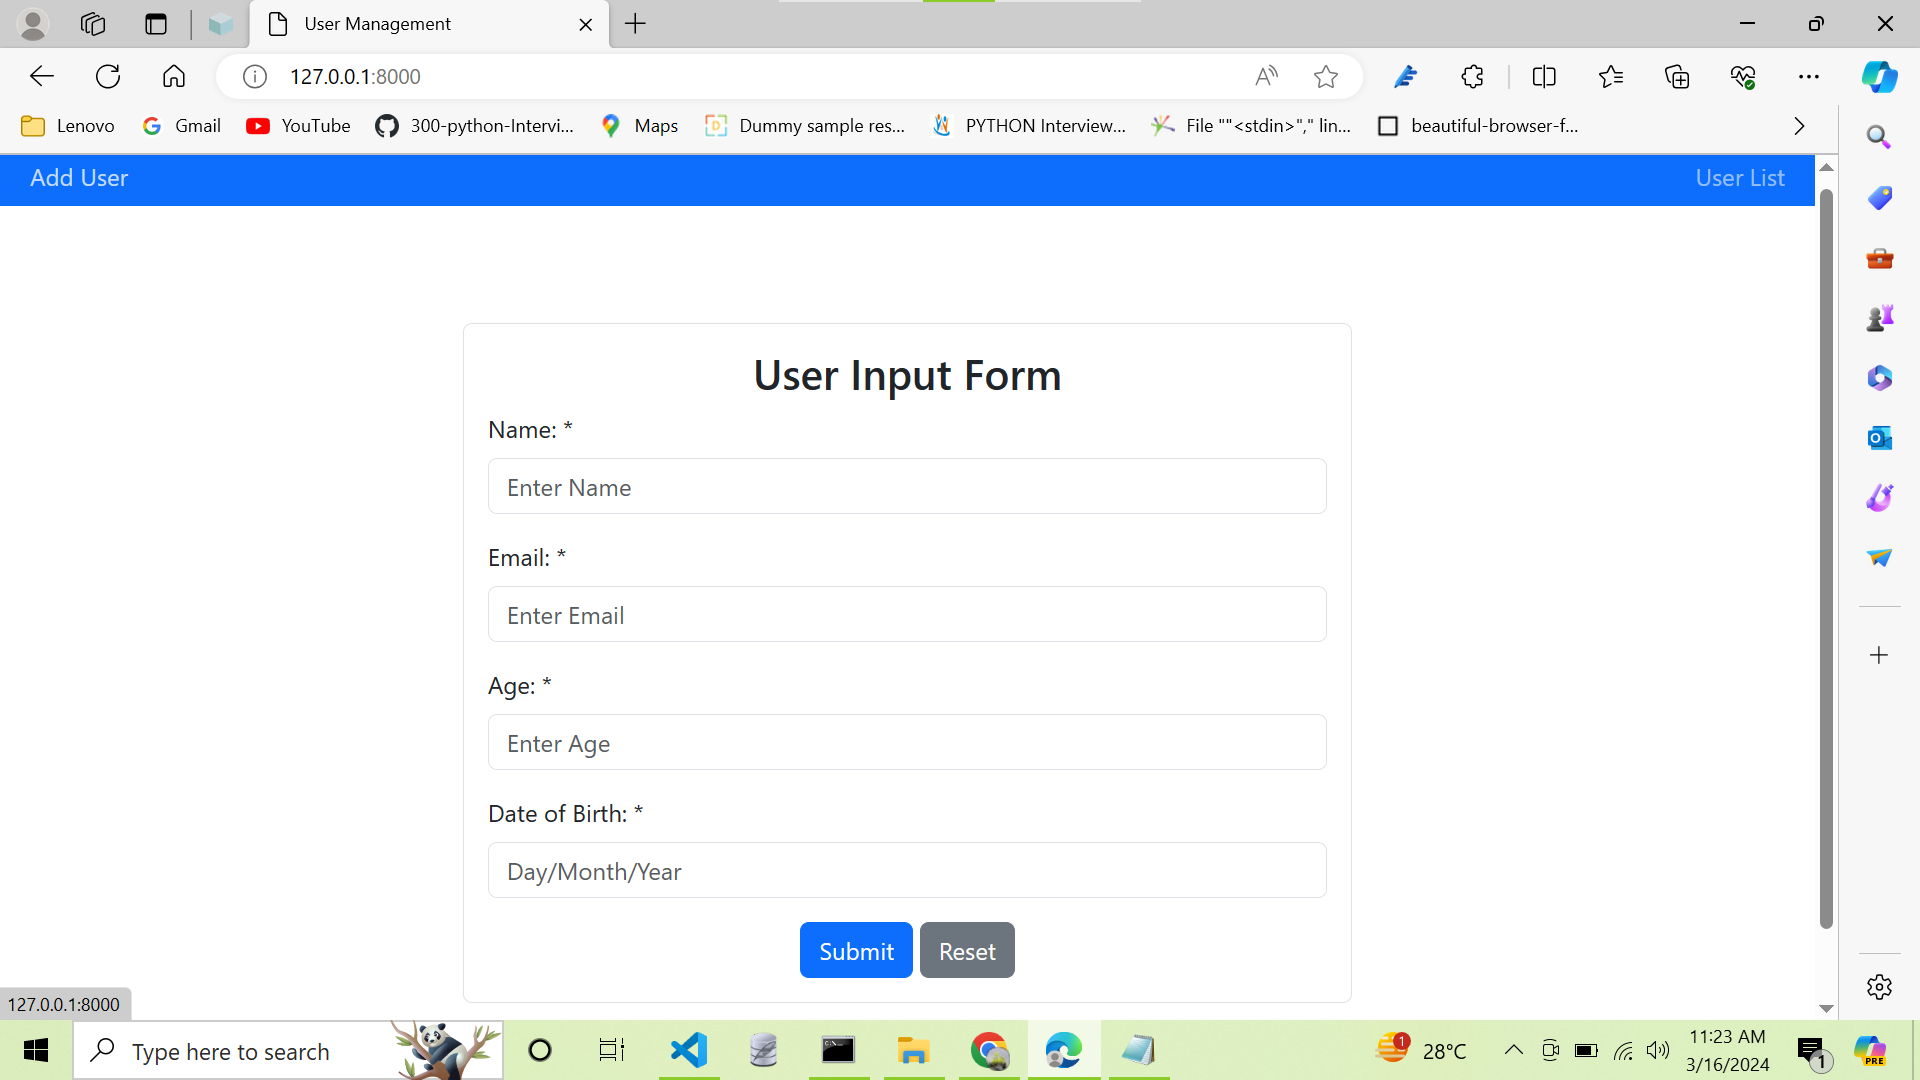 User Management
127.0.0.1:8000
Lenovo Gmail YouTube 300-python-Intervi... Maps Dummy sample res... PYTHON Interview... File ""<stdin>"," lin... beautiful-browser-f...
Add User User List
User Input Form
Name: *
Enter Name
Email: *
Enter Email
Age: *
Enter Age
Date of Birth: *
Day/Month/Year
Submit Reset
127.0.0.1:8000
Type here to search
1 28°C
11:23 AM
3/16/2024
1
PRE